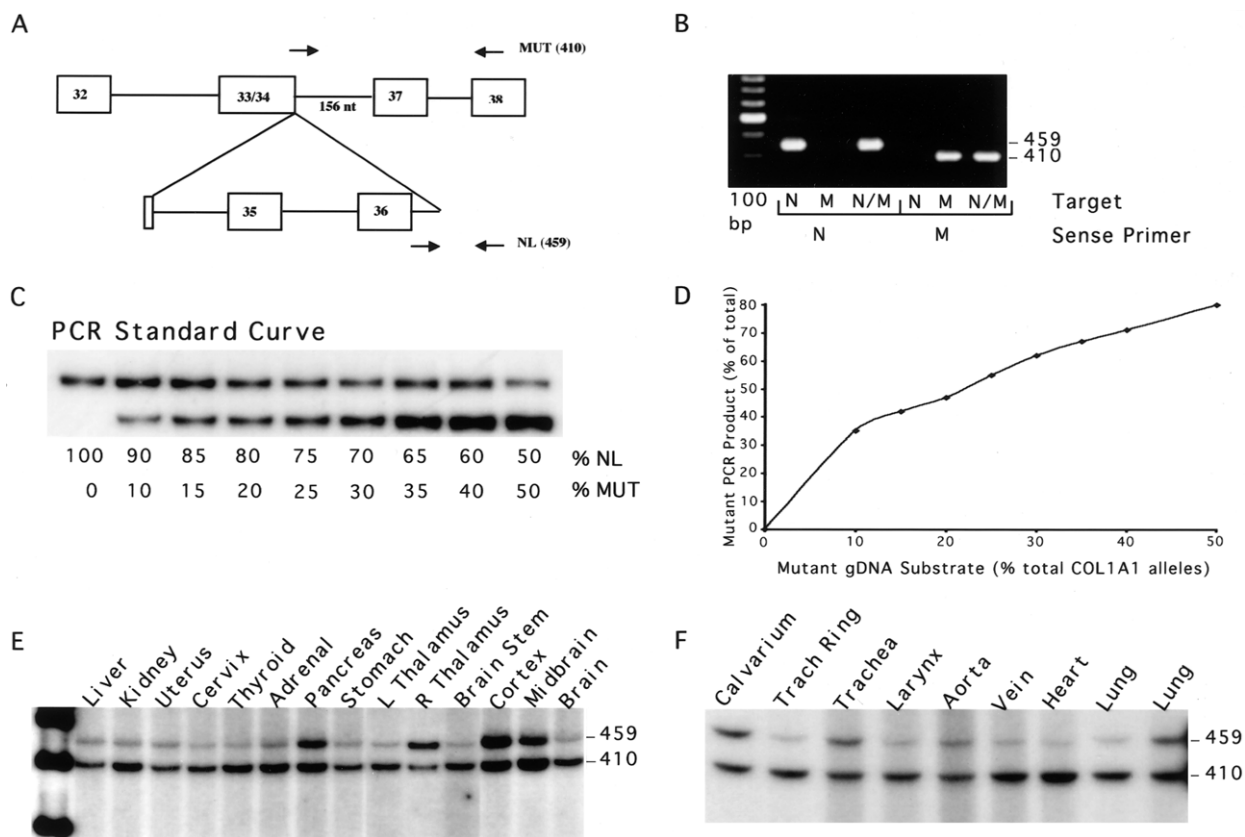 A
MUT (410)
32
33/34
156 nt
37
38
35
36
NL (459)
B
459
410
100
bp
N M N/M N M N/M
Target
N M
Sense Primer
C
PCR Standard Curve
100 90 85 80 75 70 65 60 50 % NL
0 10 15 20 25 30 35 40 50 % MUT
D
Mutant PCR Product (% of total)
80
70
60
50
40
30
20
10
0
0 10 20 30 40 50
Mutant gDNA Substrate (% total COL1A1 alleles)
E
Liver
Kidney
Uterus
Cervix
Thyroid
Adrenal
Pancreas
Stomach
L Thalamus
R Thalamus
Brain Stem
Cortex
Midbrain
Brain
459
410
F
Calvarium
Trach Ring
Trachea
Larynx
Aorta
Vein
Heart
Lung
Lung
459
410